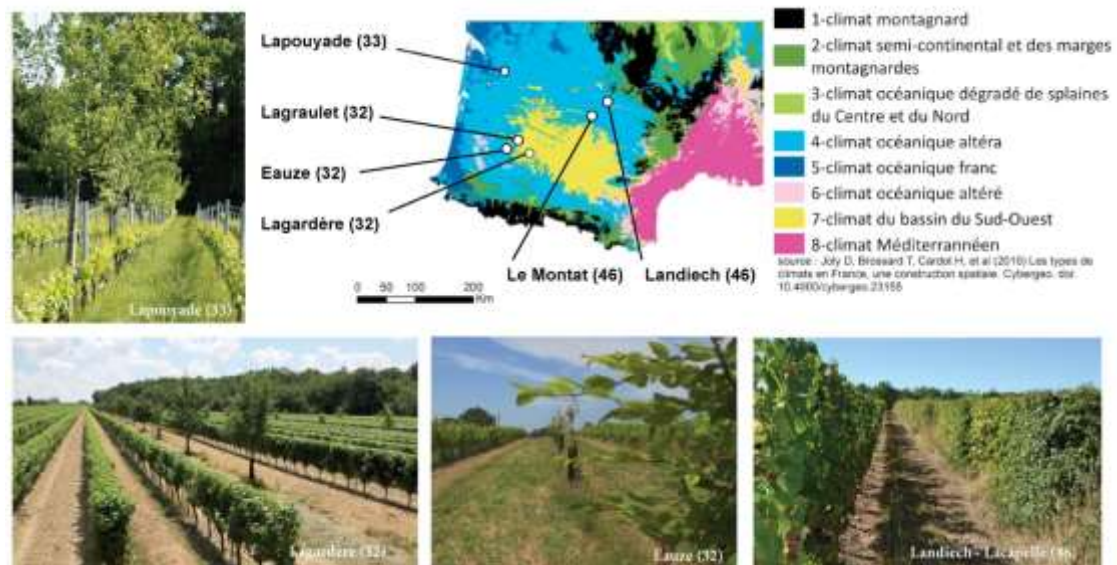 Lapouyade (33)
Lagraulet (32)
Eauze (32)
Lagardère (32)
Le Montat (46)
Landiech (46)
0 50 100 200
Km
1-climat montagnard
2-climat semi-continental et des marges
montagnardes
3-climat océanique dégradé de splaines
du Centre et du Nord
4-climat océanique altéra
5-climat océanique franc
6-climat océanique altéré
7-climat du bassin du Sud-Ouest
8-climat Méditerrannéen
source : Joly D, Brossard T, Cardot H, et al (2010) Les types de
climats en France, une construction spatiale. Cybergeo. doi
10.4000/cybergeo.23155
Lapouyade (33)
Lagardère (32)
Eauze (32)
Landiech - Lacapelle (46